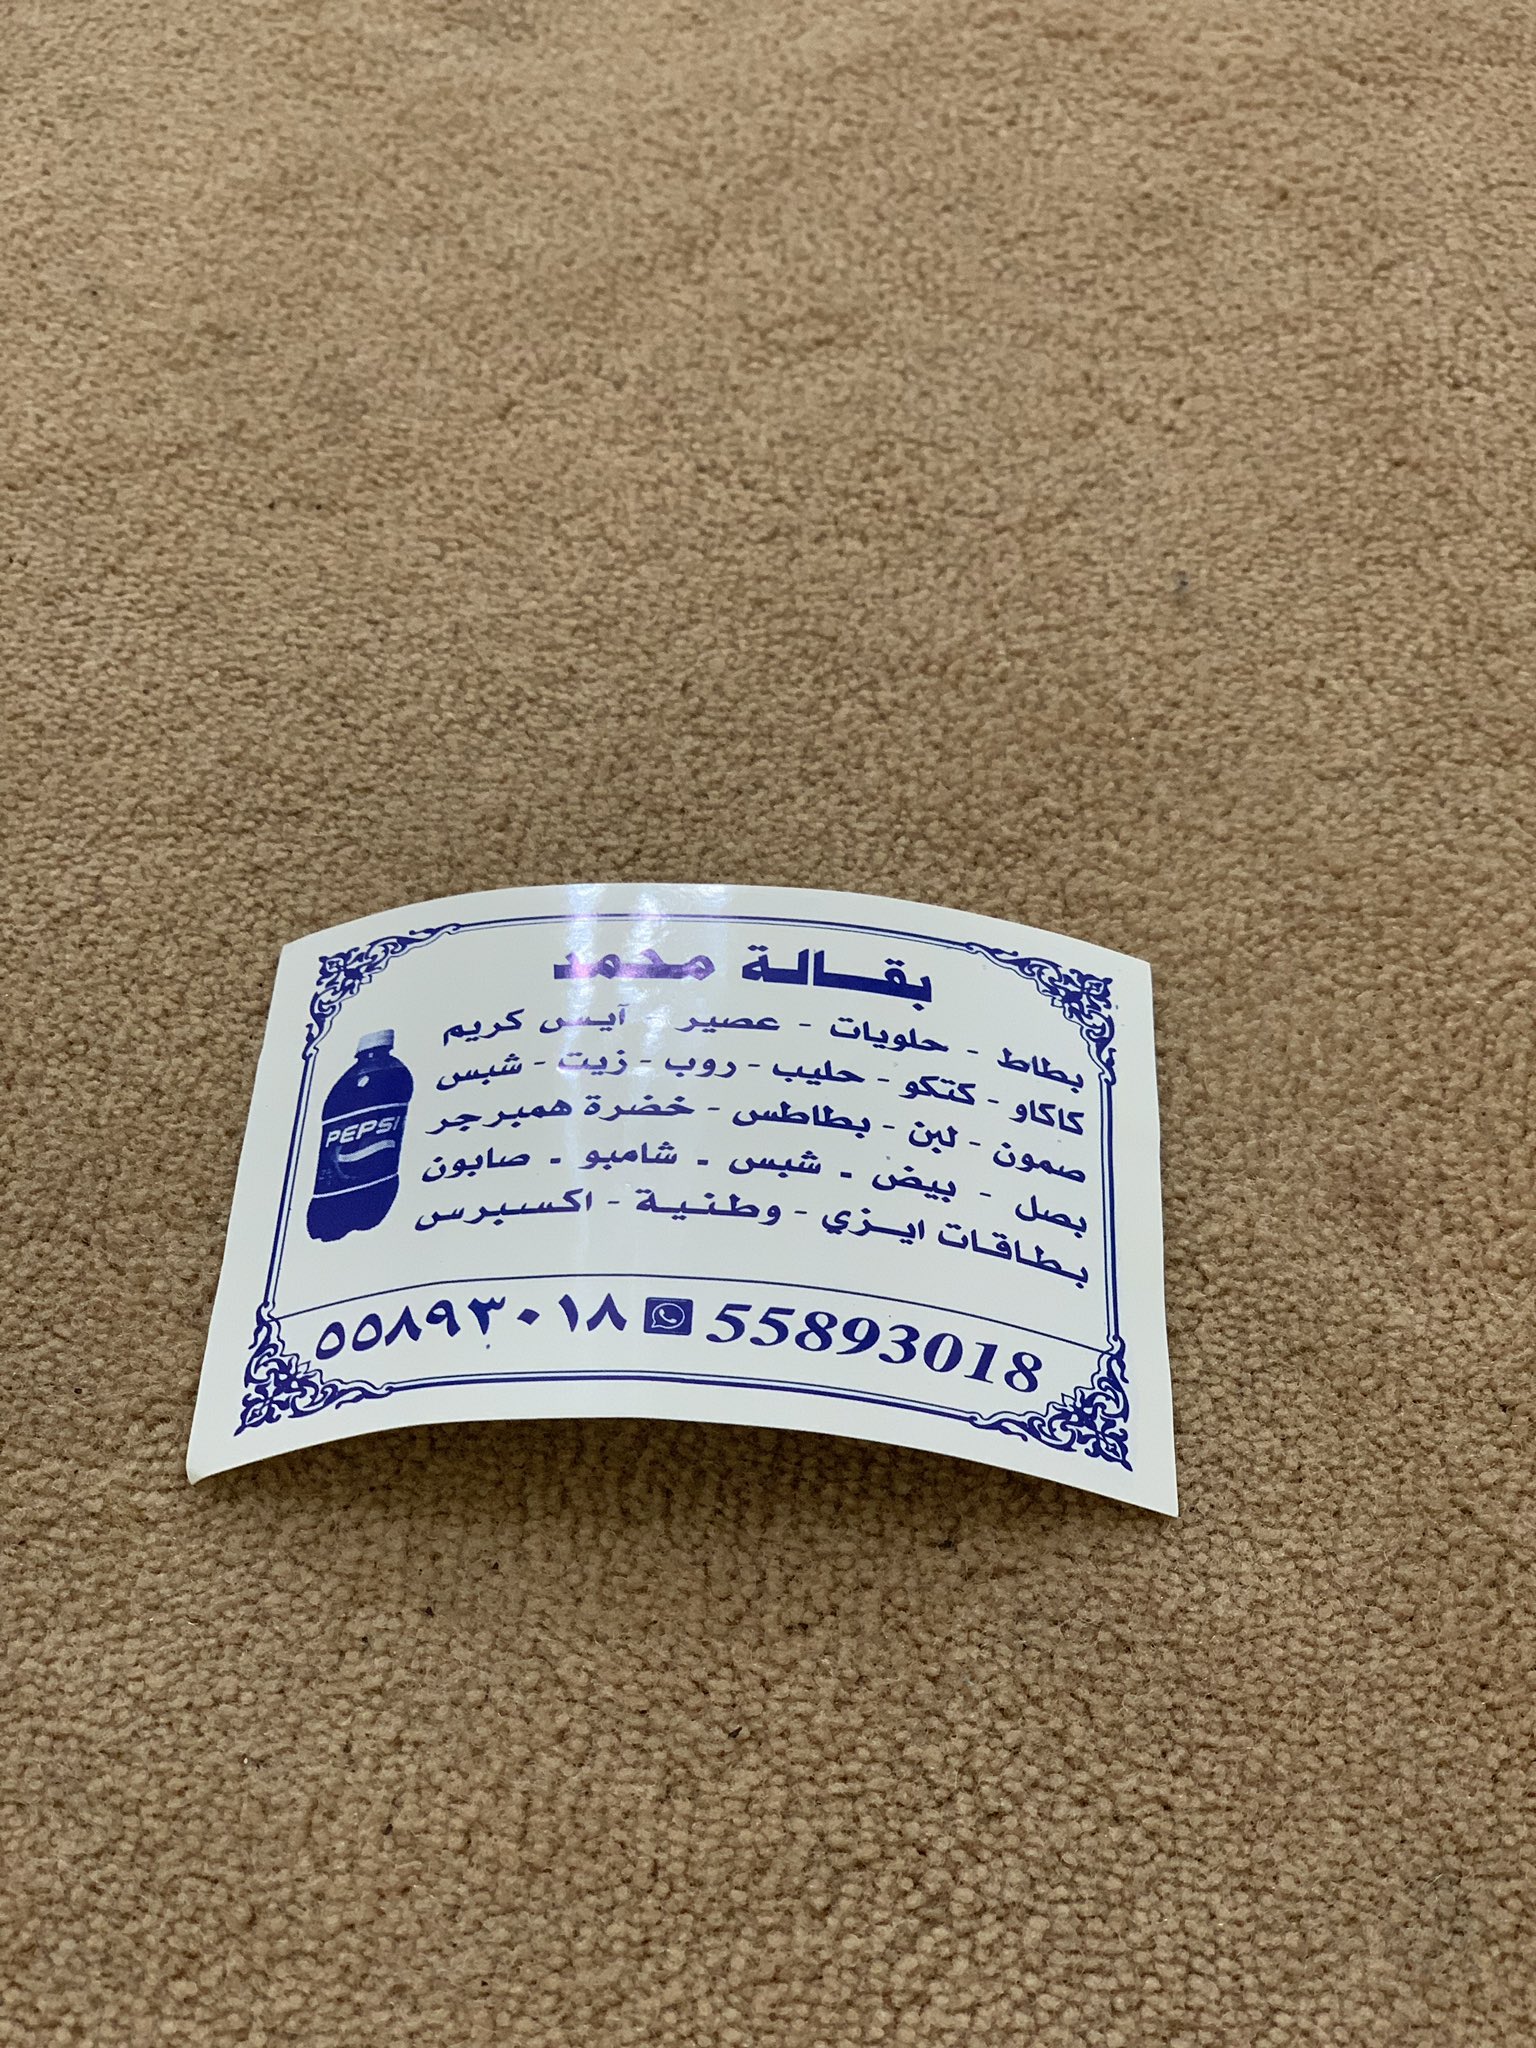 بقالة محمد
بطاط - حلويات - عصير - آيس كريم
كاكاو - كتكو - حليب - روب - زيت - شبس
صمون - لبن - بطاطس - خضرة همبرجر
بصل - بيض - شبس - شامبو - صابون
بطاقات ايزي - وطنية - اكسبرس
PEPSI
55893018 ٥٥٨٩٣٠١٨